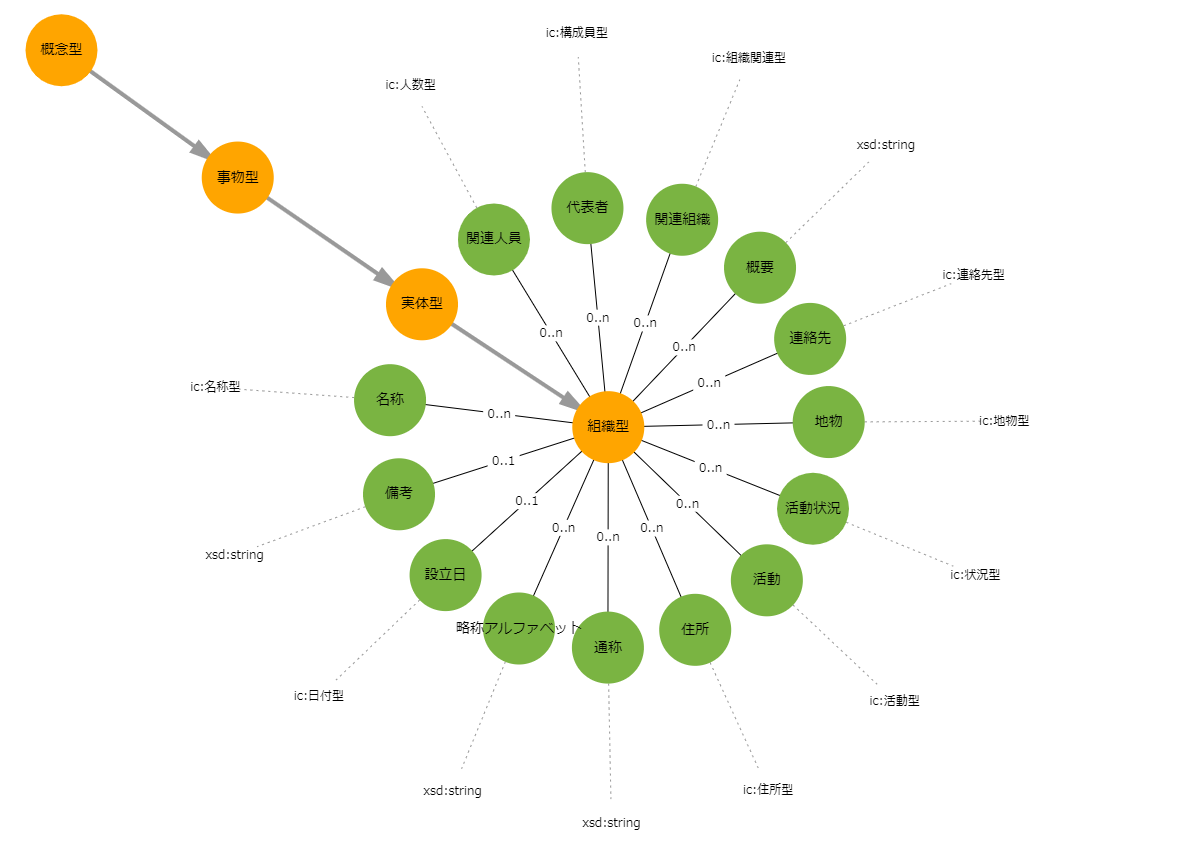 概念型
事物型
実体型
組織型
ic:構成員型
ic:組織関連型
ic:人数型
xsd:string
代表者
関連組織
関連人員
概要
ic:連絡先型
連絡先
0..n
0..n
0..n
0..n
0..n
0..n
ic:名称型
名称
0..n
地物
ic:地物型
0..1
0..n
備考
0..1
0..n
活動状況
xsd:string
0..n
0..n
0..n
設立日
活動
ic:状況型
略称アルファベット
通称
住所
ic:日付型
ic:活動型
xsd:string
ic:住所型
xsd:string